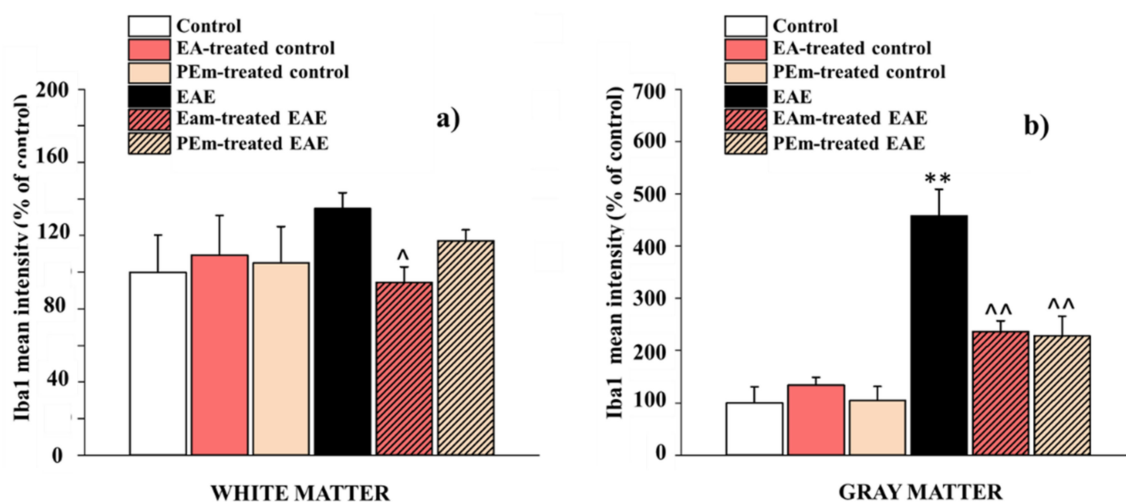 Control
EA-treated control
PEm-treated control
EAE
Eam-treated EAE
PEm-treated EAE
a)
Iba1 mean intensity (% of control)
200
160
120
80
40
0
^
WHITE MATTER
Control
EA-treated control
PEm-treated control
EAE
EAm-treated EAE
PEm-treated EAE
b)
Iba1 mean intensity (% of control)
700
600
500
400
300
200
100
0
**
^^
^^
GRAY MATTER